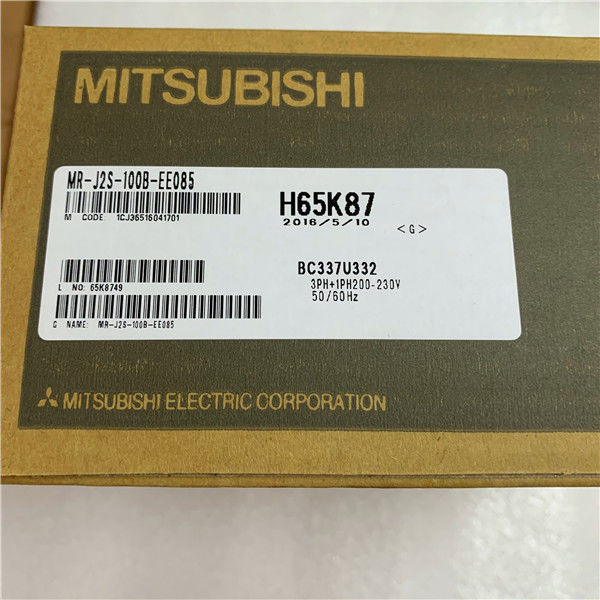 MITSUBISHI
MR-J2S-100B-EE085
M CODE: 1CJ36516041701
H65K87
2016/5/10
<G>
L NO: 65K8749
BC337U332
3PH+1PH200-230V
50/60Hz
G NAME: MR-J2S-100B-EE085
MITSUBISHI ELECTRIC CORPORATION